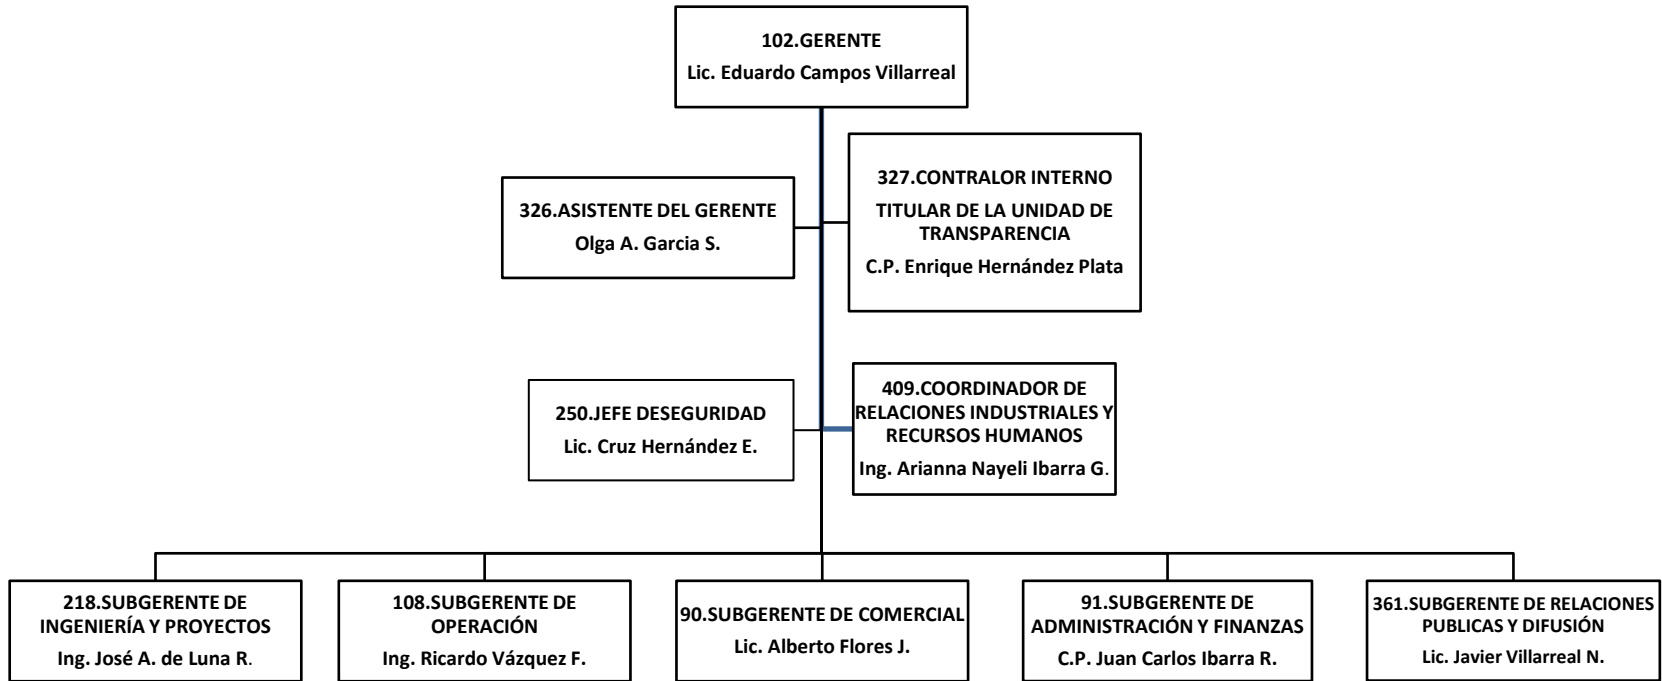 102.GERENTE
Lic. Eduardo Campos Villarreal
327.CONTRALOR INTERNO
TITULAR DE LA UNIDAD DE
TRANSPARENCIA
C.P. Enrique Hernández Plata
326.ASISTENTE DEL GERENTE
Olga A. Garcia S.
250.JEFE DESEGURIDAD
Lic. Cruz Hernández E.
409.COORDINADOR DE
RELACIONES INDUSTRIALES Y
RECURSOS HUMANOS
Ing. Arianna Nayeli Ibarra G.
218.SUBGERENTE DE
INGENIERÍA Y PROYECTOS
Ing. José A. de Luna R.
108.SUBGERENTE DE
OPERACIÓN
Ing. Ricardo Vázquez F.
90.SUBGERENTE DE COMERCIAL
Lic. Alberto Flores J.
91.SUBGERENTE DE
ADMINISTRACIÓN Y FINANZAS
C.P. Juan Carlos Ibarra R.
361.SUBGERENTE DE RELACIONES
PUBLICAS Y DIFUSIÓN
Lic. Javier Villarreal N.